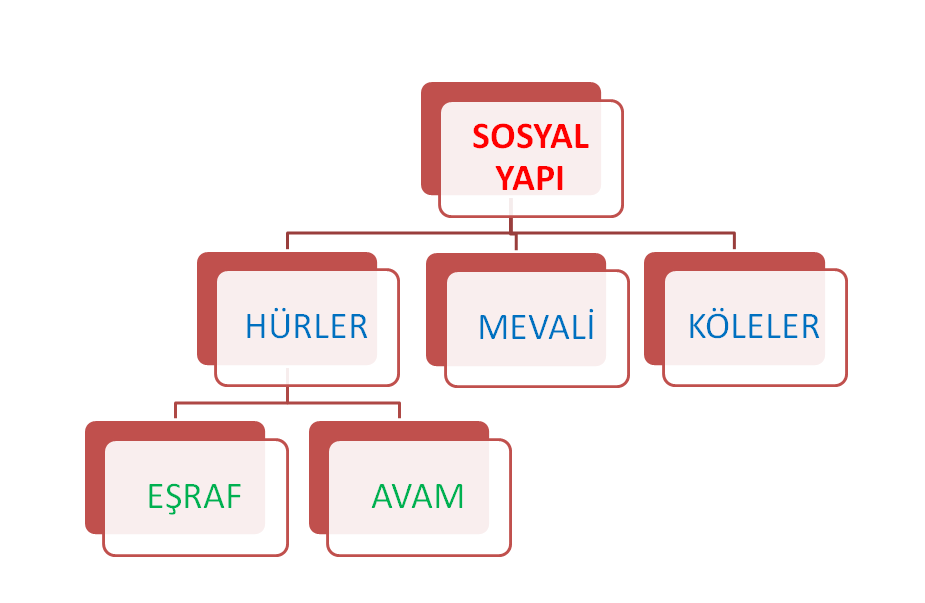 SOSYAL
YAPI
HÜRLER
MEVALİ
KÖLELER
EŞRAF
AVAM